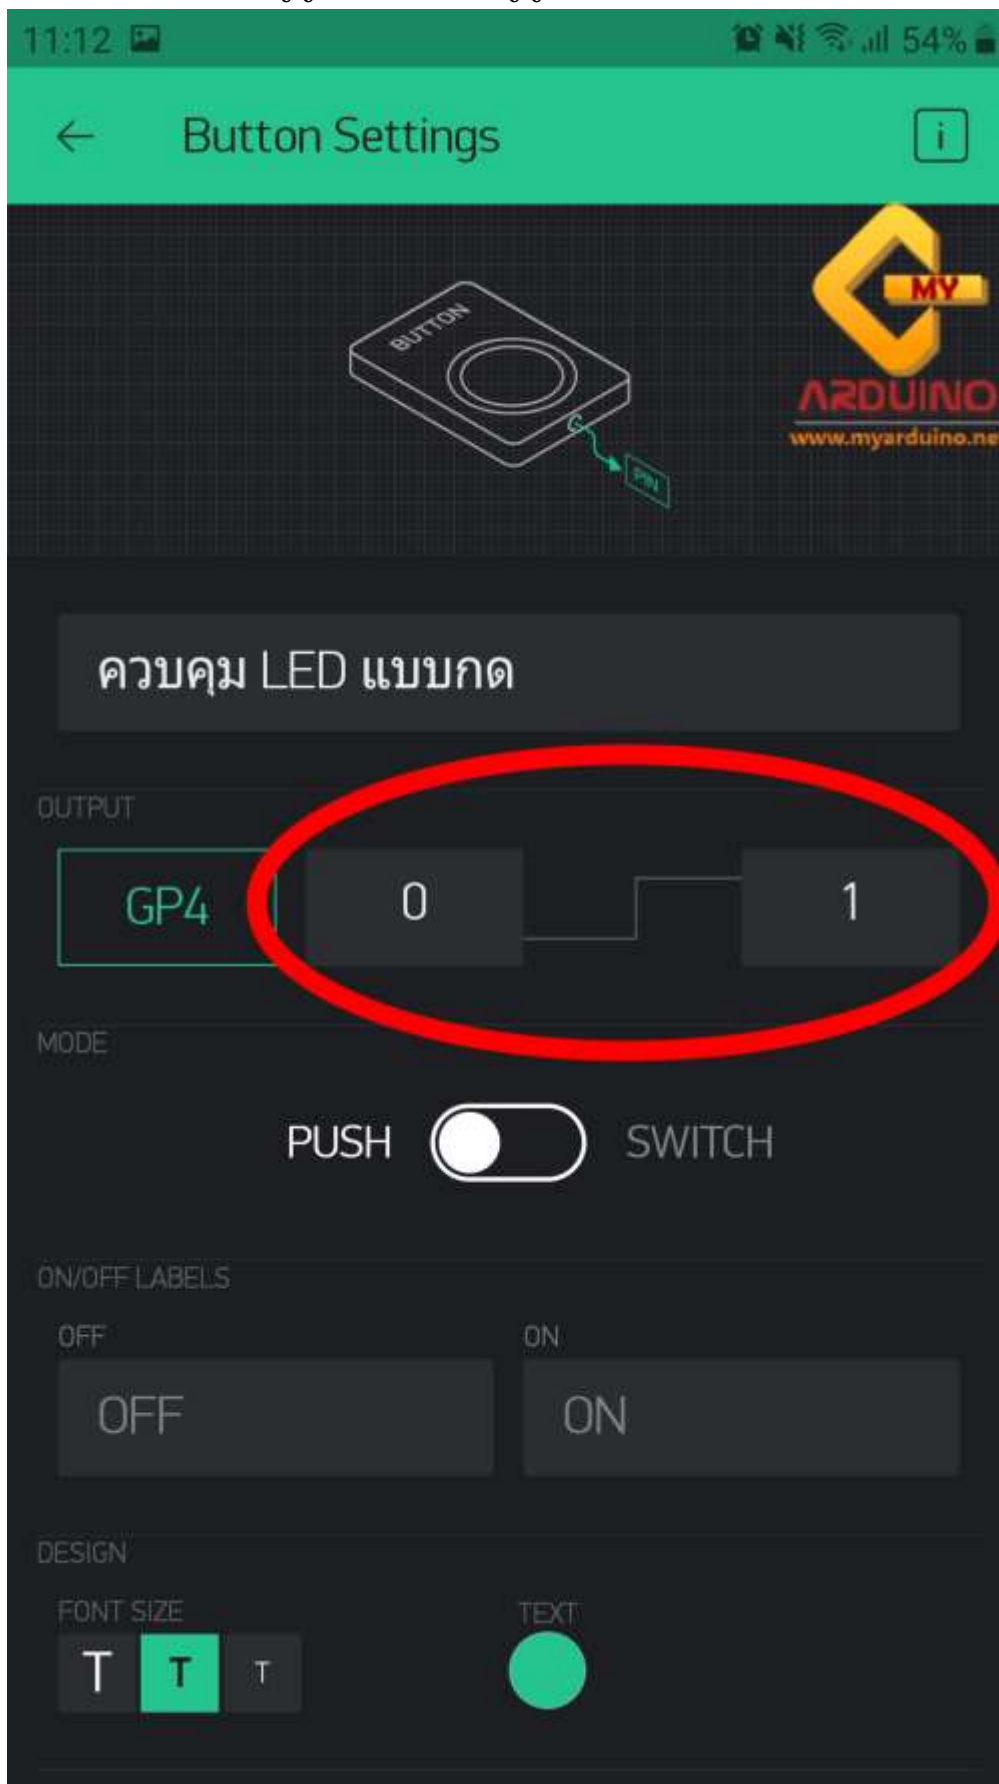 11:12 54%
Button Settings i
BUTTON
PIN
MY
ARDUINO
www.myarduino.ne
ควบคุม LED แบบกด
OUTPUT
GP4 0 1
MODE
PUSH SWITCH
ON/OFF LABELS
OFF ON
OFF ON
DESIGN
FONT SIZE TEXT
T T T